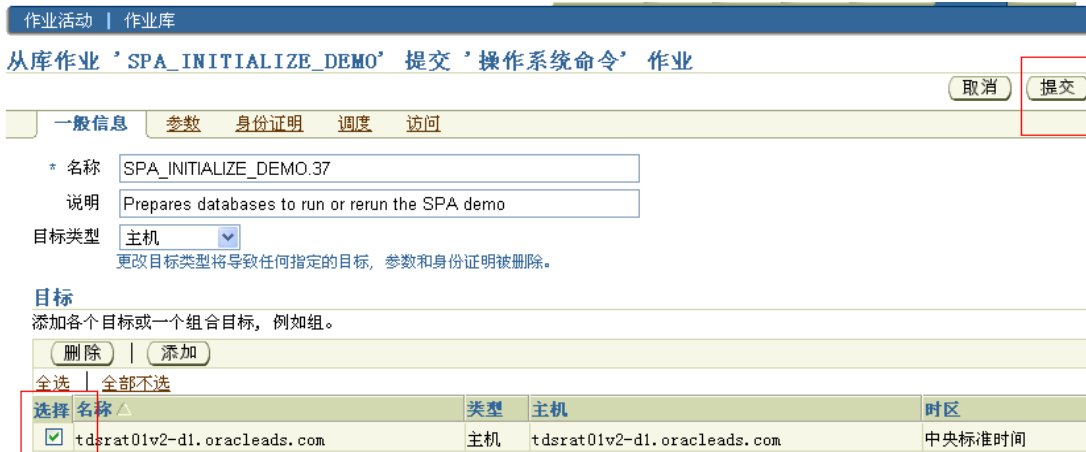 作业活动 | 作业库
从库作业 'SPA_INITIALIZE_DEMO' 提交 '操作系统命令' 作业
取消 提交
一般信息 参数 身份证明 调度 访问
* 名称 SPA_INITIALIZE_DEMO.37
说明 Prepares databases to run or rerun the SPA demo
目标类型 主机
更改目标类型将导致任何指定的目标, 参数和身份证明被删除。
目标
添加各个目标或一个组合目标, 例如组。
删除 | 添加
全选 | 全部不选
选择 名称 类型 主机 时区
tdsrat01v2-d1.oracleads.com 主机 tdsrat01v2-d1.oracleads.com 中央标准时间